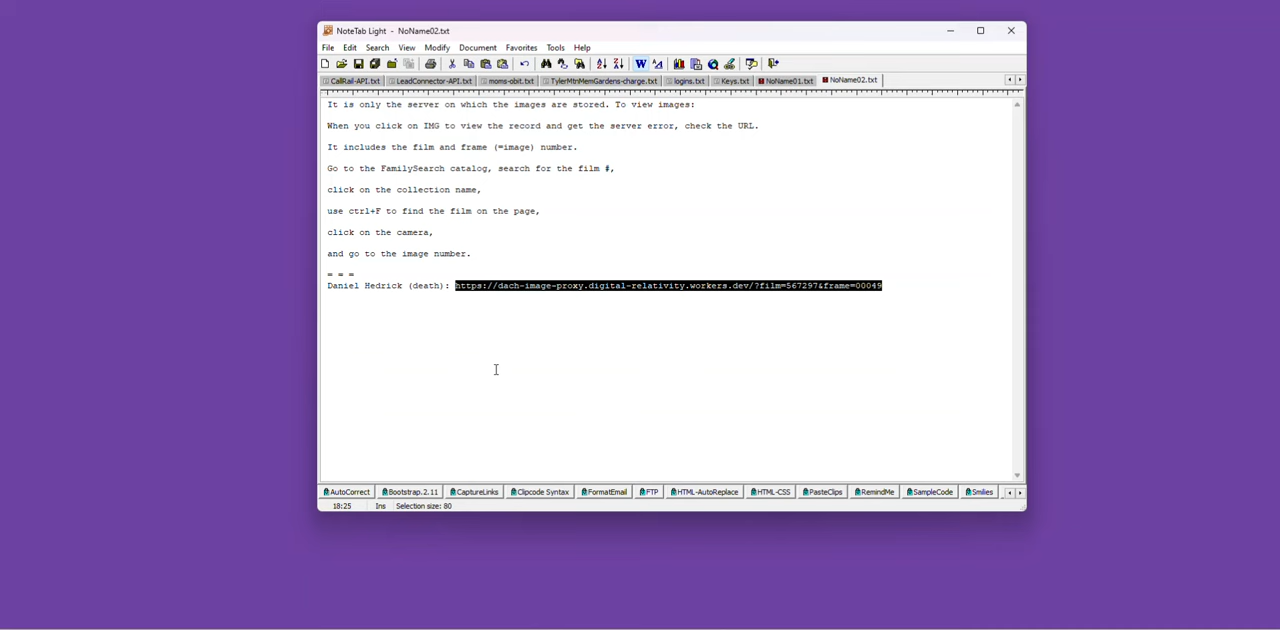 NoteTab Light - NoName02.txt
File Edit Search View Modify Document Favorites Tools Help
CallRail-API.txt LeadConnector-API.txt moms-obit.txt TylerMtnMemGardens-charge.txt logins.txt Keys.txt NoName01.txt NoName02.txt
It is only the server on which the images are stored. To view images:
When you click on IMG to view the record and get the server error, check the URL.
It includes the film and frame (=image) number.
Go to the FamilySearch catalog, search for the film #,
click on the collection name,
use ctrl+F to find the film on the page,
click on the camera,
and go to the image number.
= = =
Daniel Hedrick (death): https://dach-image-proxy.digital-relativity.workers.dev/?film=567297&frame=00049
AutoCorrect Bootstrap.2.11 CaptureLinks Clipcode Syntax FormatEmail FTP HTML-AutoReplace HTML-CSS PasteClips RemindMe SampleCode Smilies
18:25 Ins Selection size: 80